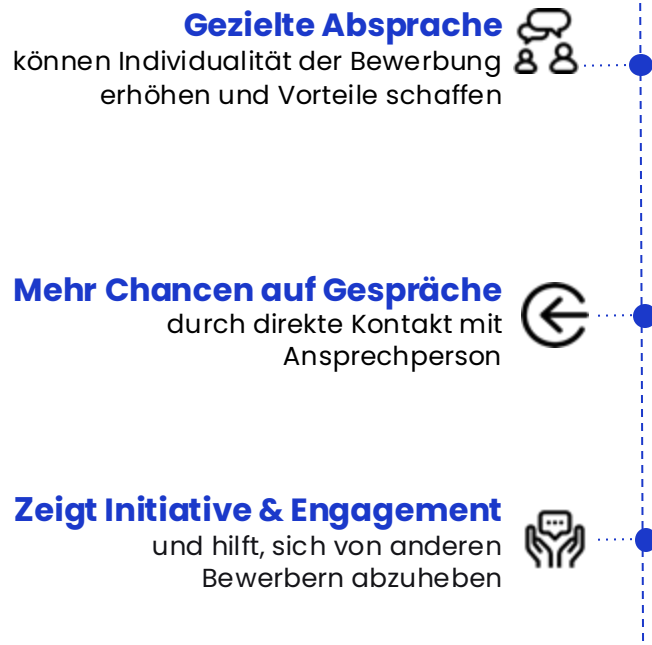 Gezielte Absprache
können Individualität der Bewerbung
erhöhen und Vorteile schaffen
Mehr Chancen auf Gespräche
durch direkte Kontakt mit
Ansprechperson
Zeigt Initiative & Engagement
und hilft, sich von anderen
Bewerbern abzuheben